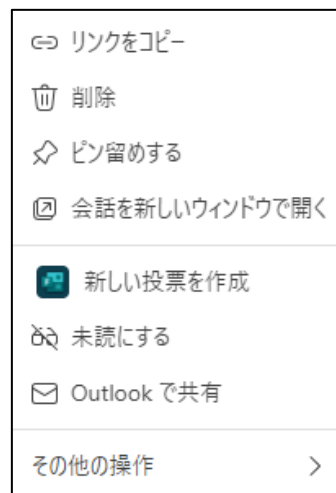 リンクをコピー
削除
ピン留めする
会話を新しいウィンドウで開く
新しい投票を作成
未読にする
Outlook で共有
その他の操作